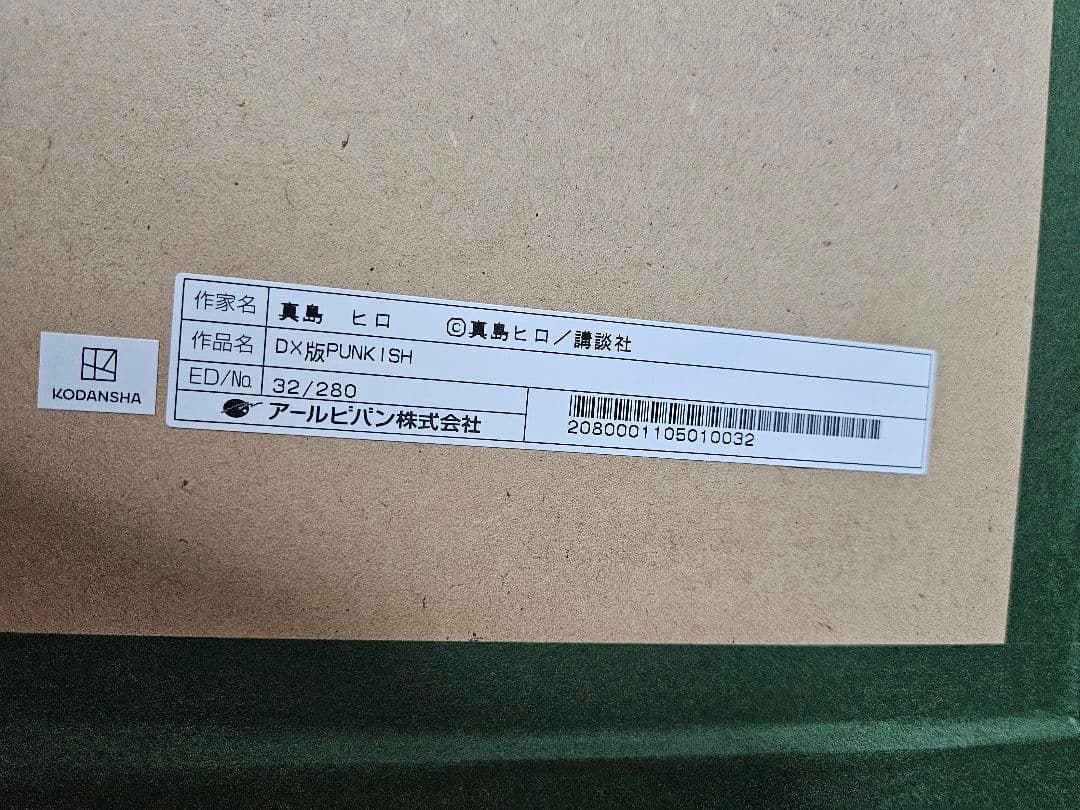 KODANSHA
作家名 真島 ヒロ ©真島ヒロ/講談社
作品名 DX版PUNKISH
ED/No. 32/280
アールビバン株式会社
2080001105010032